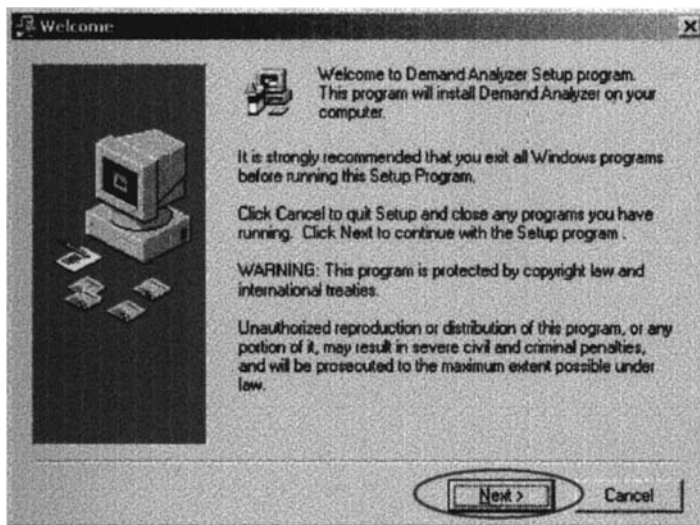 Welcome
Welcome to Demand Analyzer Setup program.
This program will install Demand Analyzer on your
computer.
It is strongly recommended that you exit all Windows programs
before running this Setup Program.
Click Cancel to quit Setup and close any programs you have
running. Click Next to continue with the Setup program .
WARNING: This program is protected by copyright law and
international treaties.
Unauthorized reproduction or distribution of this program, or any
portion of it, may result in severe civil and criminal penalties,
and will be prosecuted to the maximum extent possible under
law.
Next >
Cancel